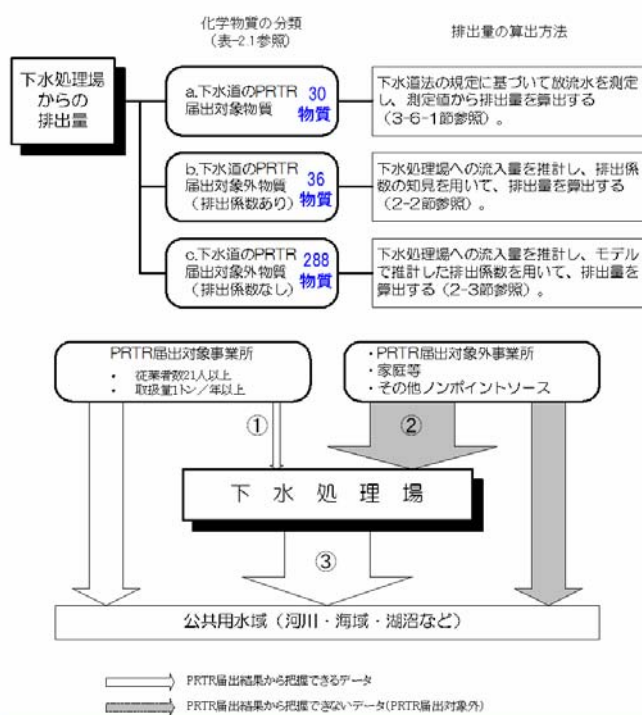 化学物質の分類
(表-2.1参照)
排出量の算出方法
下水処理場
からの
排出量
a.下水道のPRTR
届出対象物質
30
物質
下水道法の規定に基づいて放流水を測
定し、測定値から排出量を算出する
(3-6-1節参照)。
b.下水道のPRTR
届出対象外物質
(排出係数あり)
36
物質
下水処理場への流入量を推計し、排出係
数の知見を用いて、排出量を算出する
(2-2節参照)。
c.下水道のPRTR
届出対象外物質
(排出係数なし)
288
物質
下水処理場への流入量を推計し、モデル
で推計した排出係数を用いて、排出量を
算出する(2-3節参照)。
PRTR届出対象事業所
・ 従業者数21人以上
・ 取扱量1トン/年以上
・PRTR届出対象外事業所
・家庭等
・その他ノンポイントソース
①
②
下水処理場
③
公共用水域(河川・海域・湖沼など)
PRTR届出結果から把握できるデータ
PRTR届出結果から把握できないデータ(PRTR届出対象外)